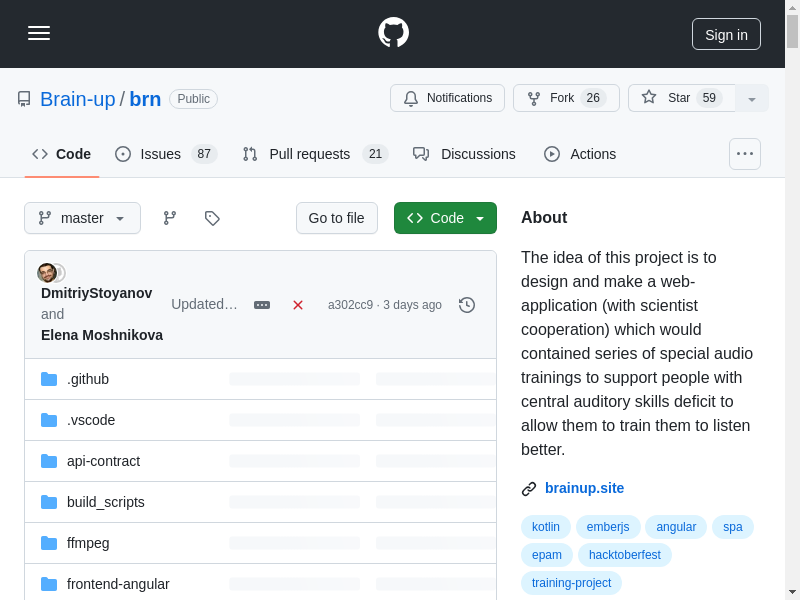 Sign in
Brain-up / brn Public
Notifications
Fork 26
Star 59
Code
Issues 87
Pull requests 21
Discussions
Actions
master
Go to file
Code
DmitriyStoyanov
and
Elena Moshnikova
Updated…
a302cc9 · 3 days ago
.github
.vscode
api-contract
build_scripts
ffmpeg
frontend-angular
About
The idea of this project is to
design and make a web-
application (with scientist
cooperation) which would
contained series of special audio
trainings to support people with
central auditory skills deficit to
allow them to train them to listen
better.
brainup.site
kotlin emberjs angular spa
epam hacktoberfest
training-project